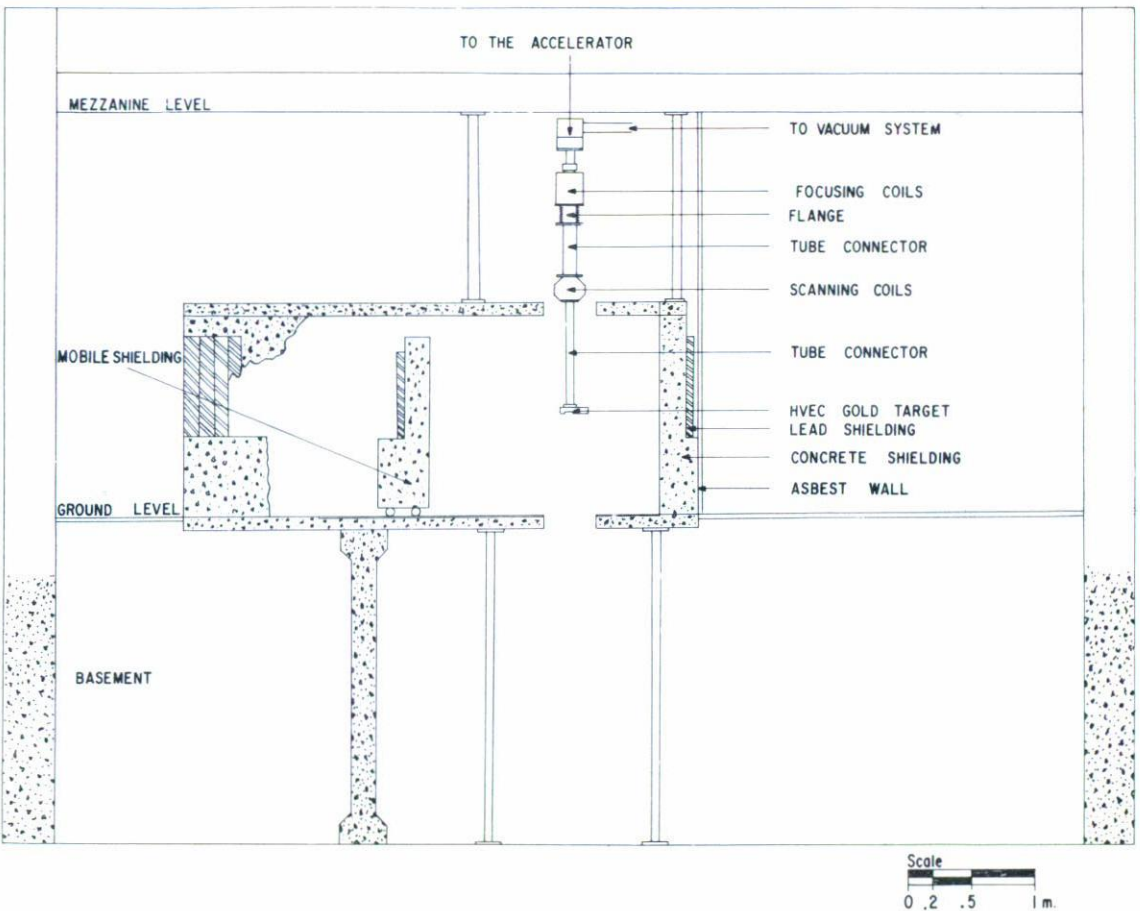 TO THE ACCELERATOR
MEZZANINE LEVEL
TO VACUUM SYSTEM
FOCUSING COILS
FLANGE
TUBE CONNECTOR
SCANNING COILS
MOBILE SHIELDING
TUBE CONNECTOR
HVEC GOLD TARGET
LEAD SHIELDING
CONCRETE SHIELDING
ASBEST WALL
GROUND LEVEL
BASEMENT
Scale
0 .2 .5 1 m.